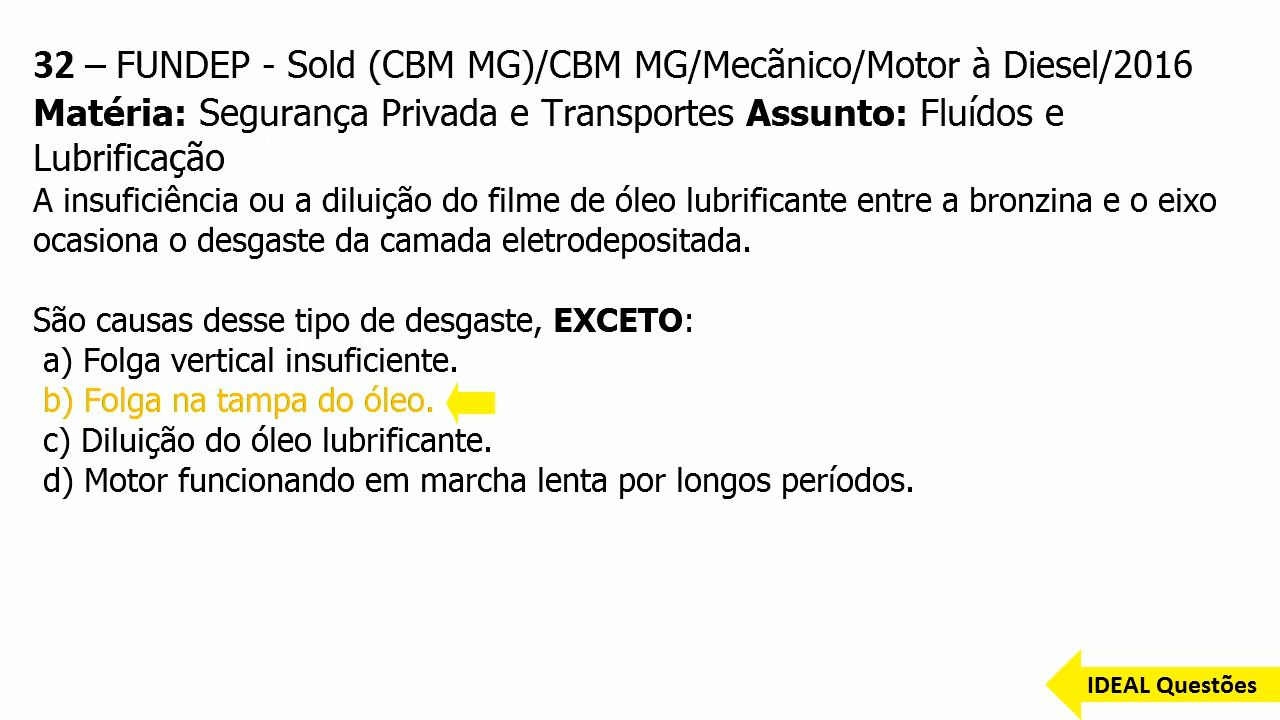 32 – FUNDEP - Sold (CBM MG)/CBM MG/Mecãnico/Motor à Diesel/2016
Matéria: Segurança Privada e Transportes Assunto: Fluídos e
Lubrificação
A insuficiência ou a diluição do filme de óleo lubrificante entre a bronzina e o eixo
ocasiona o desgaste da camada eletrodepositada.
São causas desse tipo de desgaste, EXCETO:
a) Folga vertical insuficiente.
b) Folga na tampa do óleo.
c) Diluição do óleo lubrificante.
d) Motor funcionando em marcha lenta por longos períodos.
IDEAL Questões